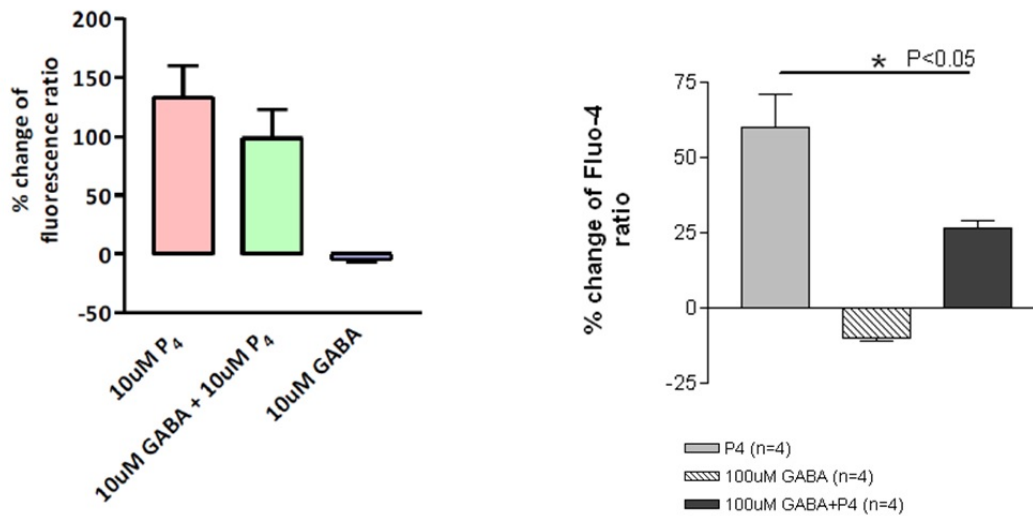 % change of
fluorescence ratio
200
150
100
50
0
-50
10uM P₄
10uM GABA + 10uM P₄
10uM GABA
% change of Fluo-4
ratio
* P<0.05
75
50
25
0
-25
P4 (n=4)
100uM GABA (n=4)
100uM GABA+P4 (n=4)